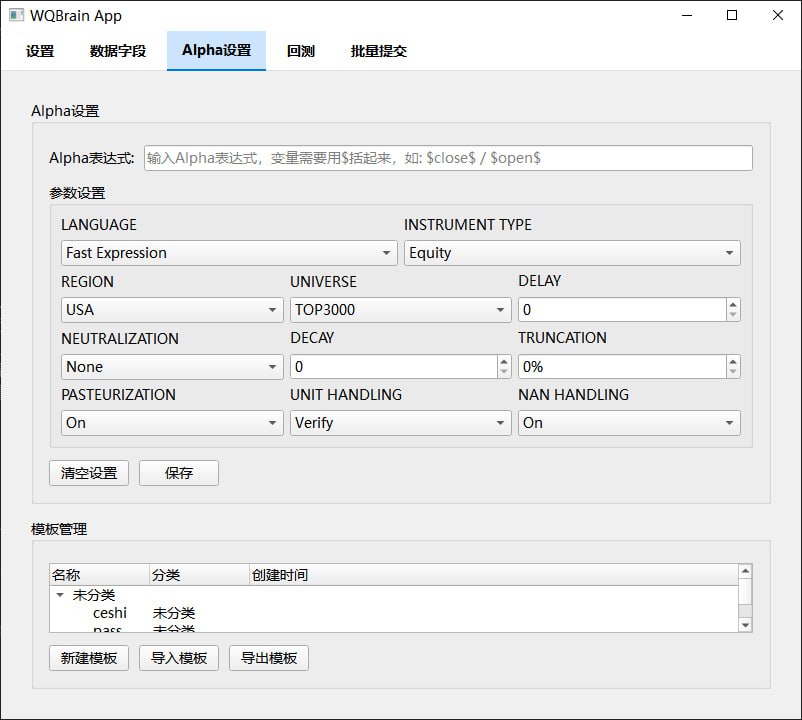 WQBrain App
设置 数据字段 Alpha设置 回测 批量提交
Alpha设置
Alpha表达式: 输入Alpha表达式，变量需要用$括起来，如: $close$ / $open$
参数设置
LANGUAGE INSTRUMENT TYPE
Fast Expression Equity
REGION UNIVERSE DELAY
USA TOP3000 0
NEUTRALIZATION DECAY TRUNCATION
None 0 0%
PASTEURIZATION UNIT HANDLING NAN HANDLING
On Verify On
清空设置 保存
模板管理
名称 分类 创建时间
未分类
ceshi 未分类
pass 未分类
新建模板 导入模板 导出模板